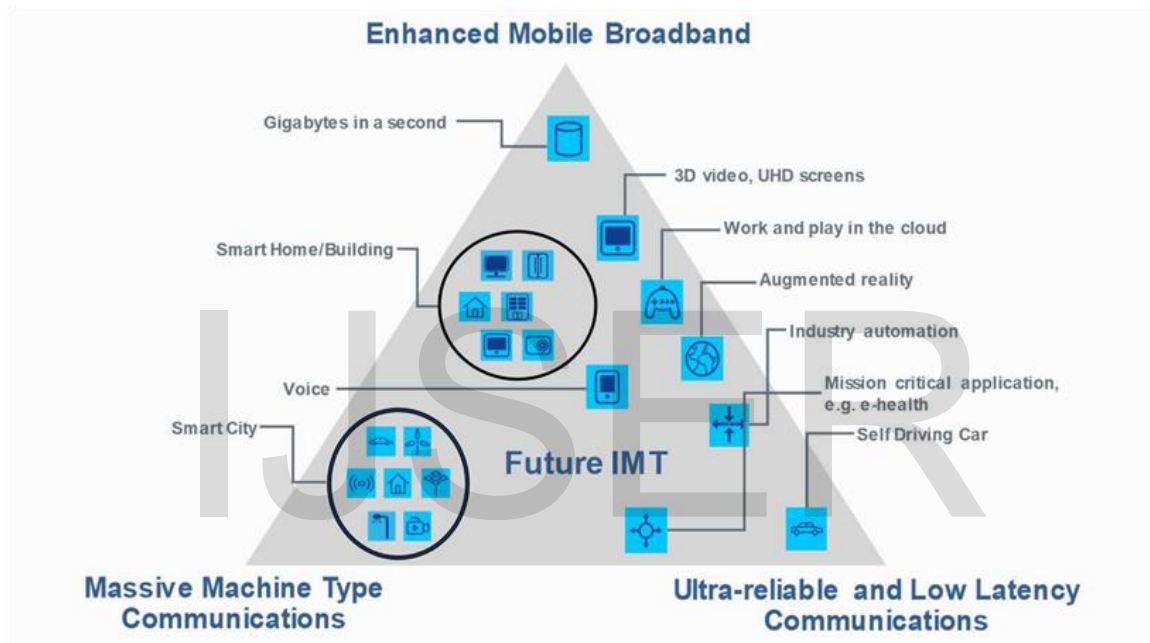 Enhanced Mobile Broadband
Gigabytes in a second
3D video, UHD screens
Work and play in the cloud
Smart Home/Building
Augmented reality
Industry automation
Voice
Mission critical application,
e.g. e-health
Smart City
Self Driving Car
Future IMT
IJSER
Massive Machine Type
Communications
Ultra-reliable and Low Latency
Communications